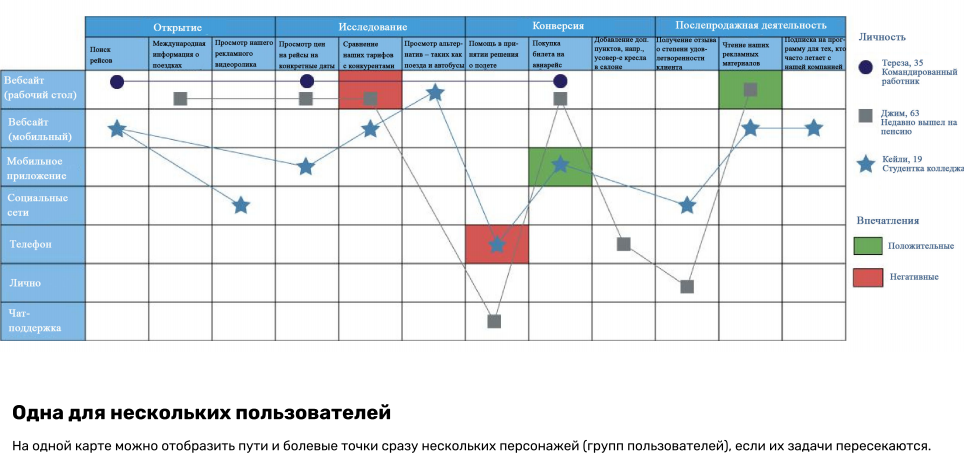 Открытие
Исследование
Конверсия
Послепродажная деятельность
Поиск
рейсов
Международная
информация о
поездках
Просмотр нашего
рекламного
видеоролика
Просмотр цен
на рейсы на
конкретные даты
Сравнение
наших тарифов
с конкурентами
Просмотр альтер-
натив – таких как
поезда и автобусы
Помощь в при-
нятии решения
о полете
Покупка
билета на
авиарейс
Добавление доп.
пунктов, напр.,
усовер-е кресла
в салоне
Получение отзыва
о степени удов-
летворенности
клиента
Чтение наших
рекламных
материалов
Подписка на прог-
рамму для тех, кто
часто летает с
нашей компанией
Вебсайт
(рабочий стол)
Вебсайт
(мобильный)
Мобильное
приложение
Социальные
сети
Телефон
Лично
Чат-
поддержка
Личность
Тереза, 35
Командированный
работник
Джим, 63
Недавно вышел на
пенсию
Кейли, 19
Студентка колледжа
Впечатления
Положительные
Негативные
Одна для нескольких пользователей
На одной карте можно отобразить пути и болевые точки сразу нескольких персонажей (групп пользователей), если их задачи пересекаются.